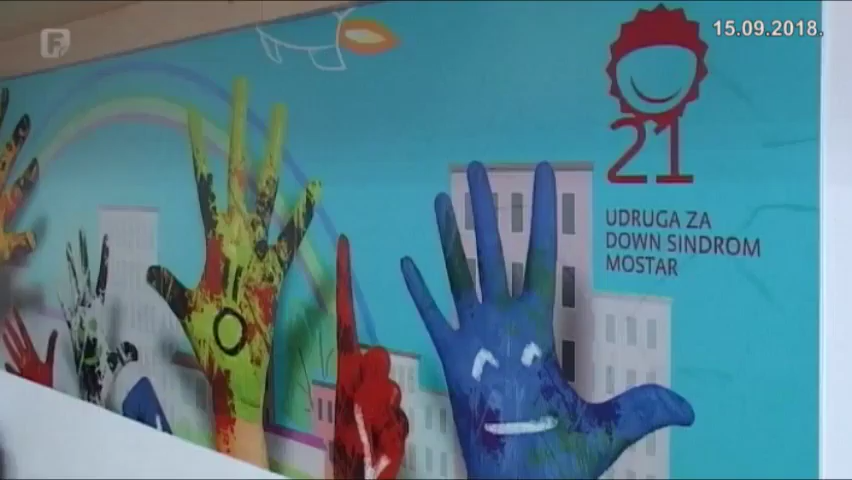 15.09.2018.
F
21
UDRUGA ZA
DOWN SINDROM
MOSTAR